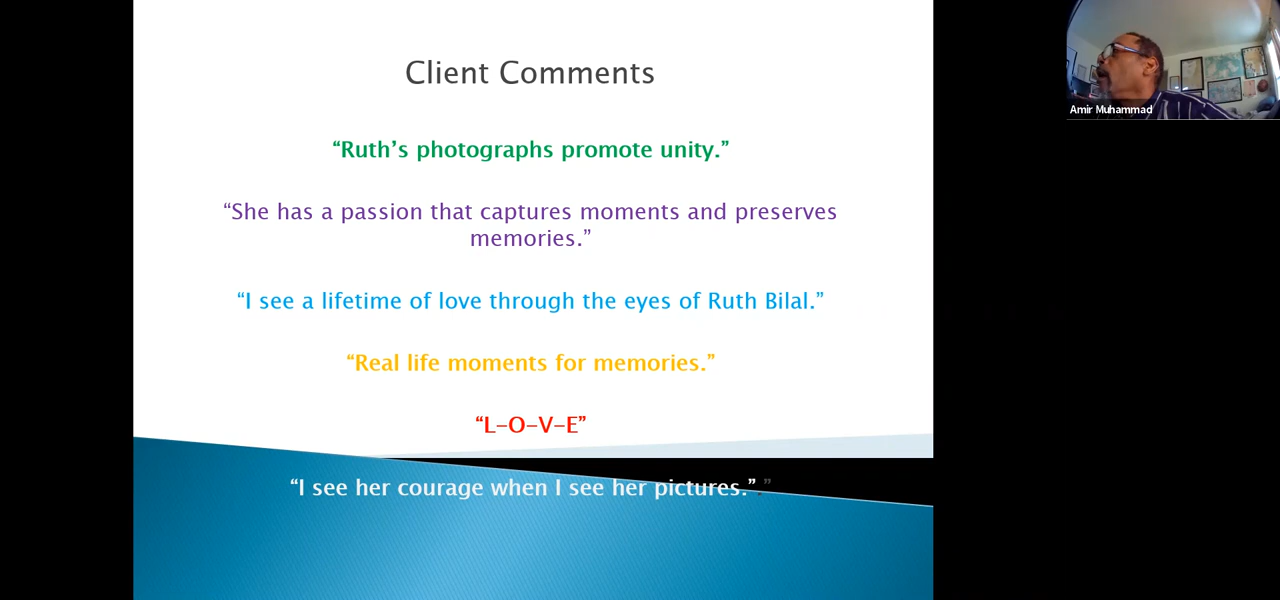 Client Comments
“Ruth’s photographs promote unity.”
“She has a passion that captures moments and preserves
memories.”
“I see a lifetime of love through the eyes of Ruth Bilal.”
“Real life moments for memories.”
“L-O-V-E”
“I see her courage when I see her pictures.”.”
Amir Muhammad